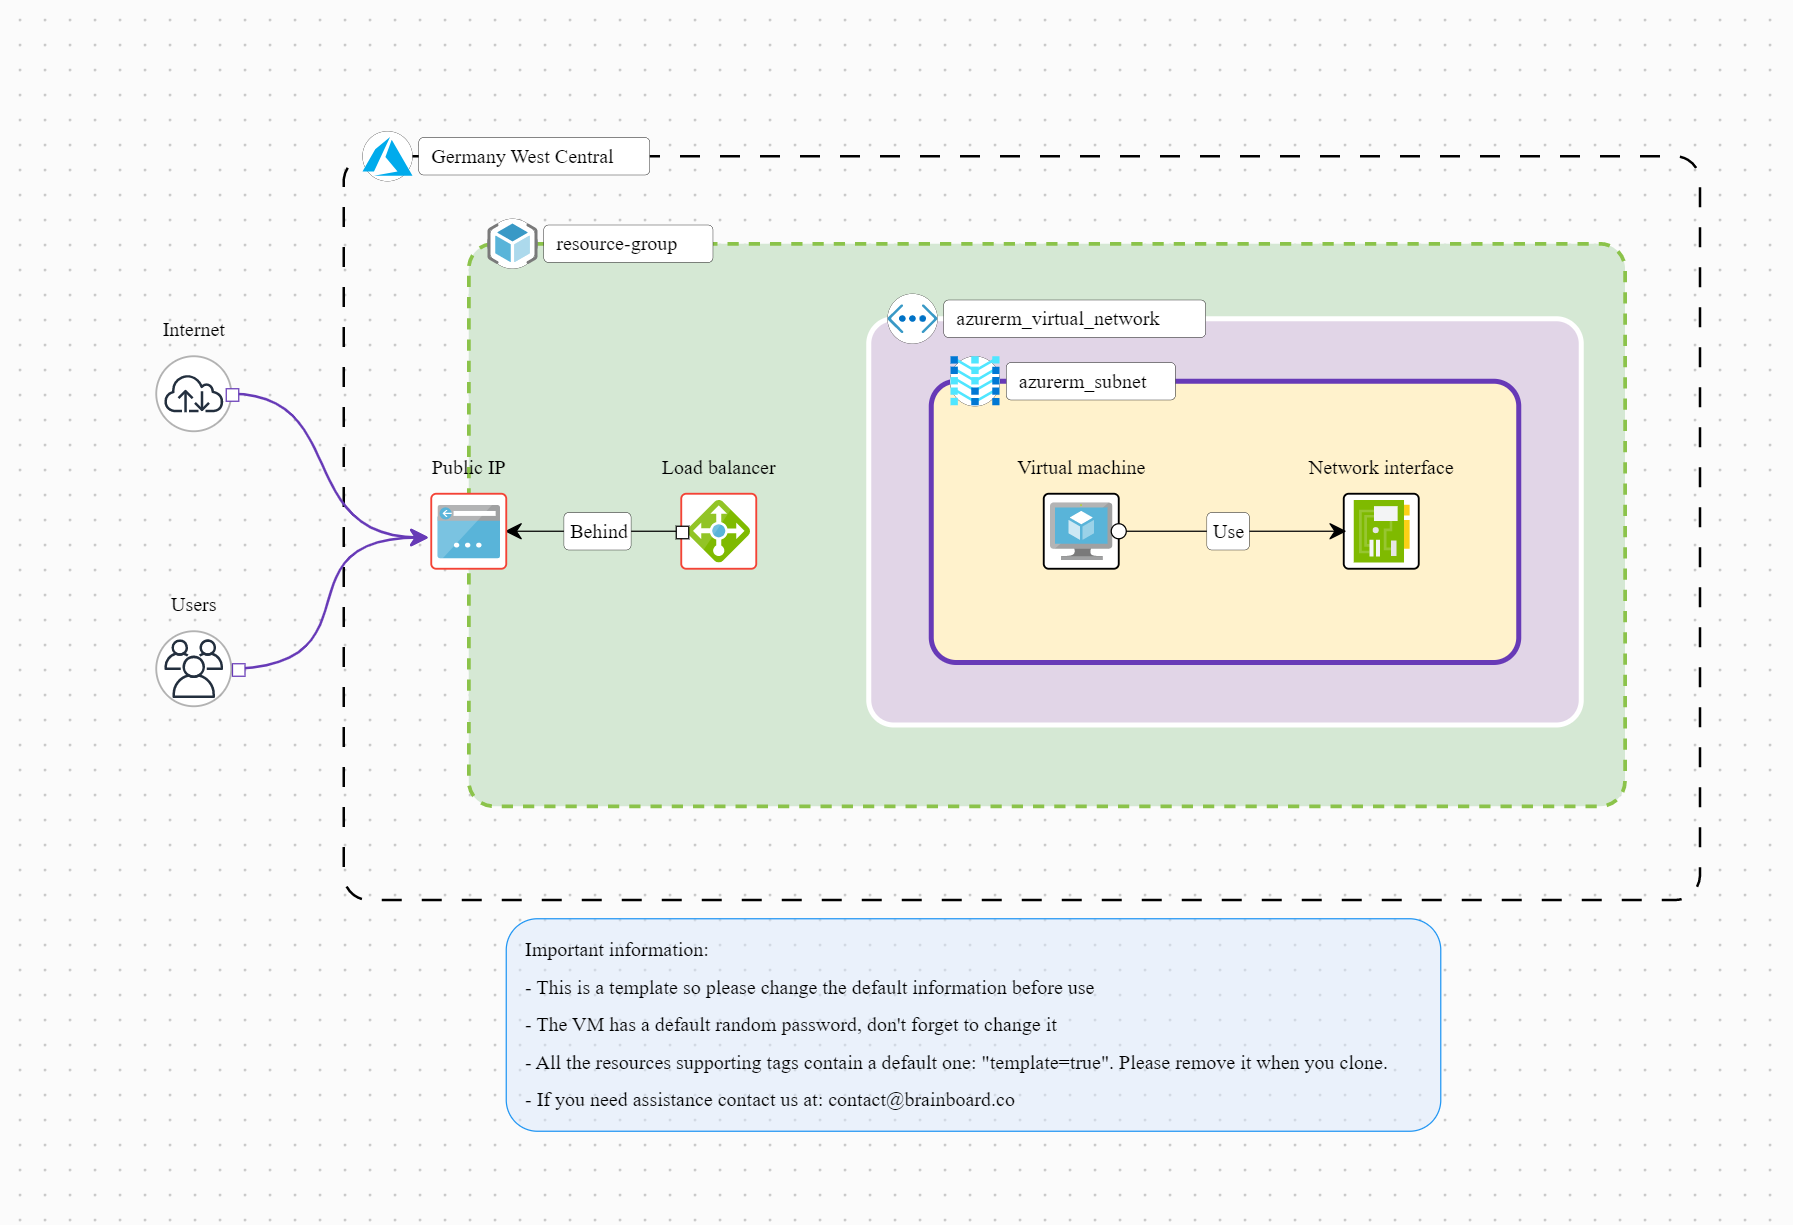 Germany West Central
resource-group
azurerm_virtual_network
azurerm_subnet
Internet
Users
Public IP
Behind
Load balancer
Virtual machine
Use
Network interface
Important information:
- This is a template so please change the default information before use
- The VM has a default random password, don't forget to change it
- All the resources supporting tags contain a default one: "template=true". Please remove it when you clone.
- If you need assistance contact us at: contact@brainboard.co